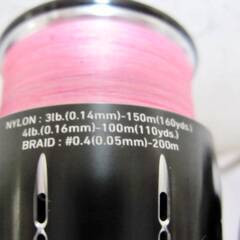 NYLON : 3lb.(0.14mm)-150m(160yds.)
4lb.(0.16mm)-100m(110yds.)
BRAID : #0.4(0.05mm)-200m